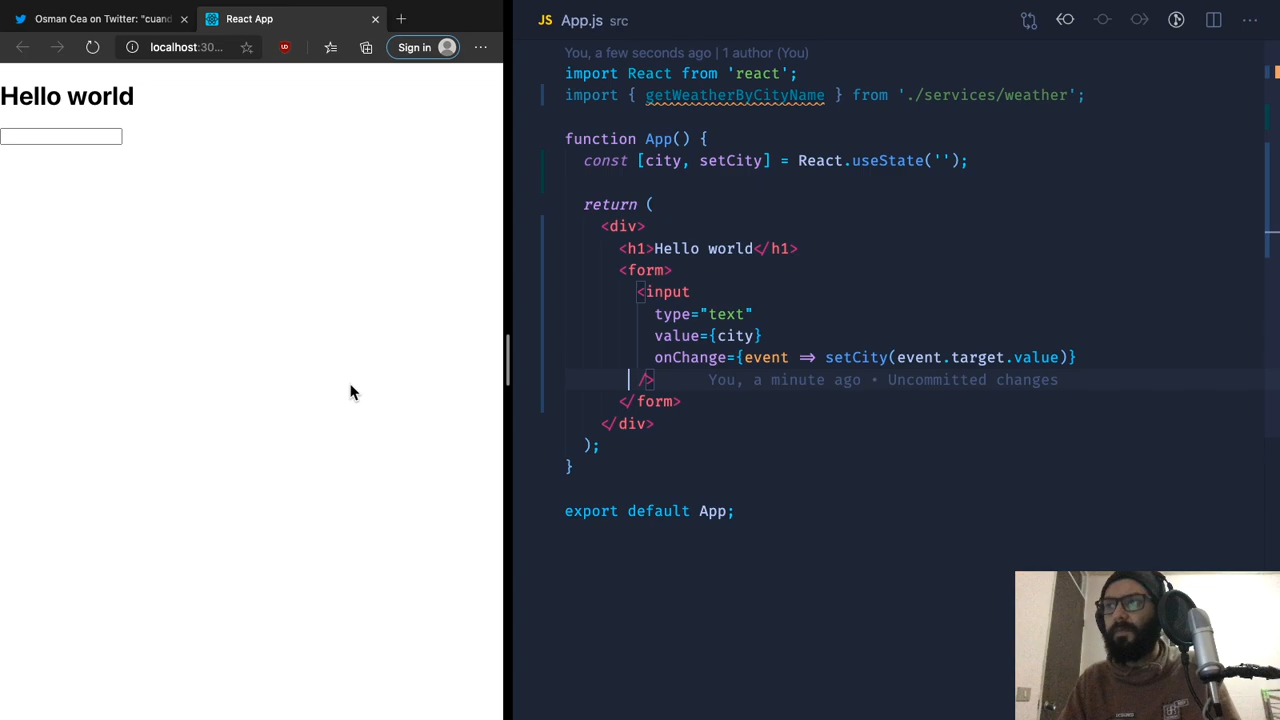 Osman Cea on Twitter: "cuand
React App
localhost:30...
UD
Sign in
Hello world
JS App.js src
You, a few seconds ago | 1 author (You)
import React from 'react';
import { getWeatherByCityName } from './services/weather';
function App() {
const [city, setCity] = React.useState('');
return (
<div>
<h1>Hello world</h1>
<form>
<input
type="text"
value={city}
onChange={event => setCity(event.target.value)}
/> You, a minute ago • Uncommitted changes
</form>
</div>
);
}
export default App;